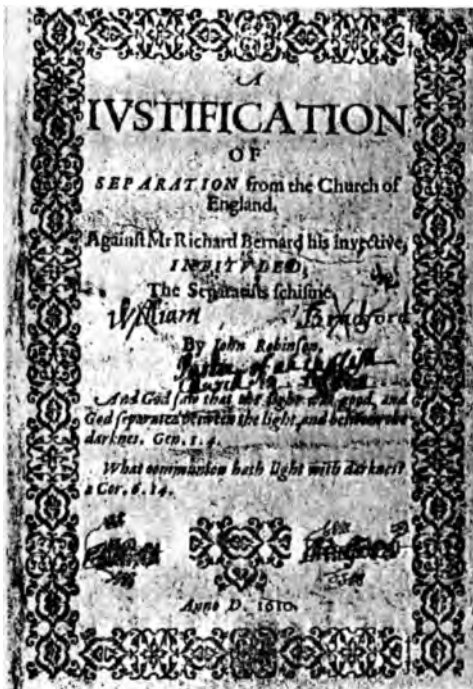 A
IVSTIFICATION
OF
SEPARATION from the Church of
England.
Againſt Mr Richard Bernard his invective,
INTITVLED;
The Separatiſts ſchiſme.
William Bradford
By Iohn Robinson.
And God ſaw that the light was good, and
God ſeparated between the light, and between the
darknes. Gen. 1. 4.
What communion hath light with darknes?
2 Cor. 6. 14.
Anno D. 1610.